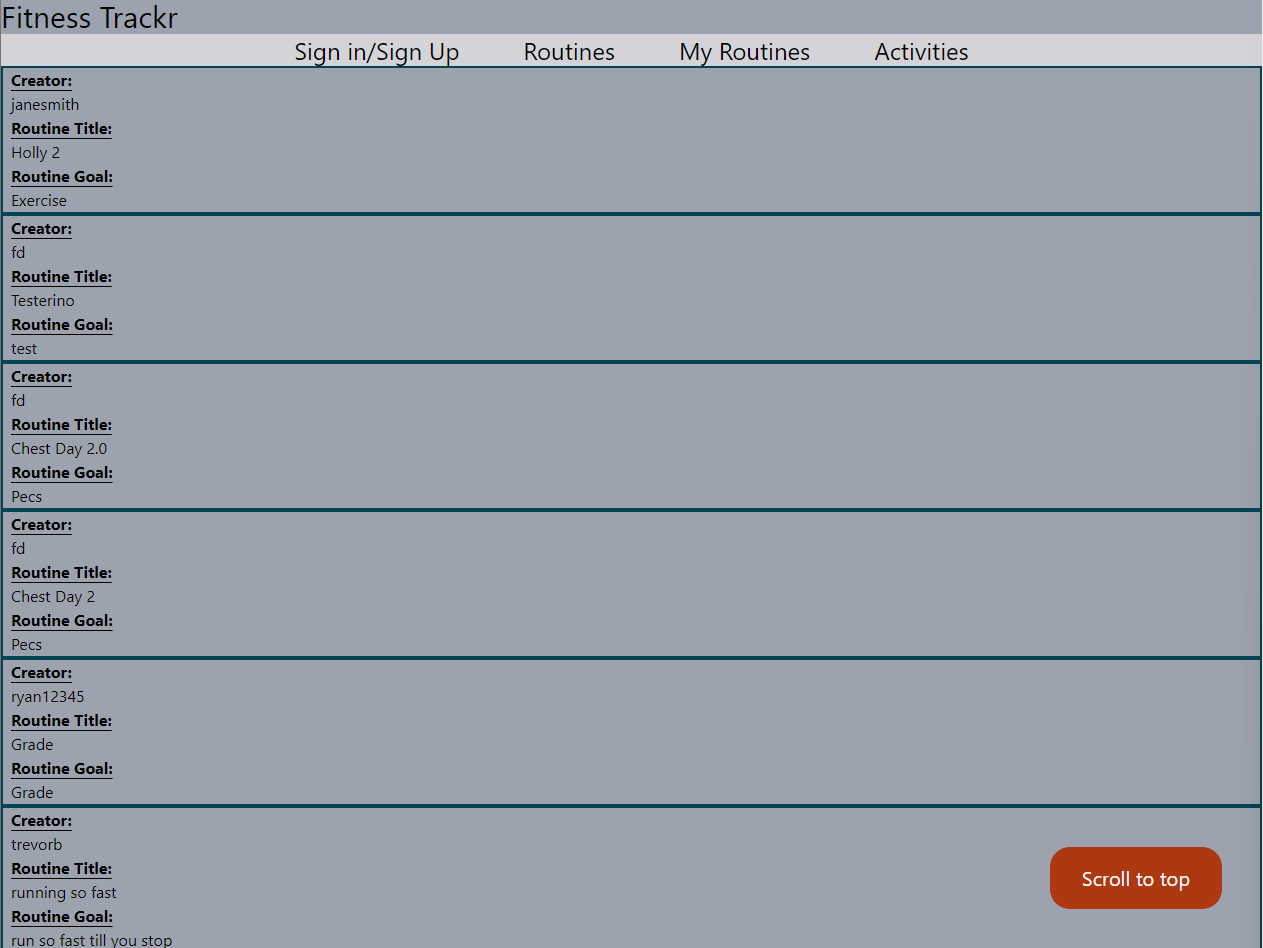 Fitness Trackr
Sign in/Sign Up Routines My Routines Activities
Creator:
janesmith
Routine Title:
Holly 2
Routine Goal:
Exercise
Creator:
fd
Routine Title:
Testerino
Routine Goal:
test
Creator:
fd
Routine Title:
Chest Day 2.0
Routine Goal:
Pecs
Creator:
fd
Routine Title:
Chest Day 2
Routine Goal:
Pecs
Creator:
ryan12345
Routine Title:
Grade
Routine Goal:
Grade
Creator:
trevorb
Routine Title:
running so fast
Routine Goal:
run so fast till you stop
Scroll to top